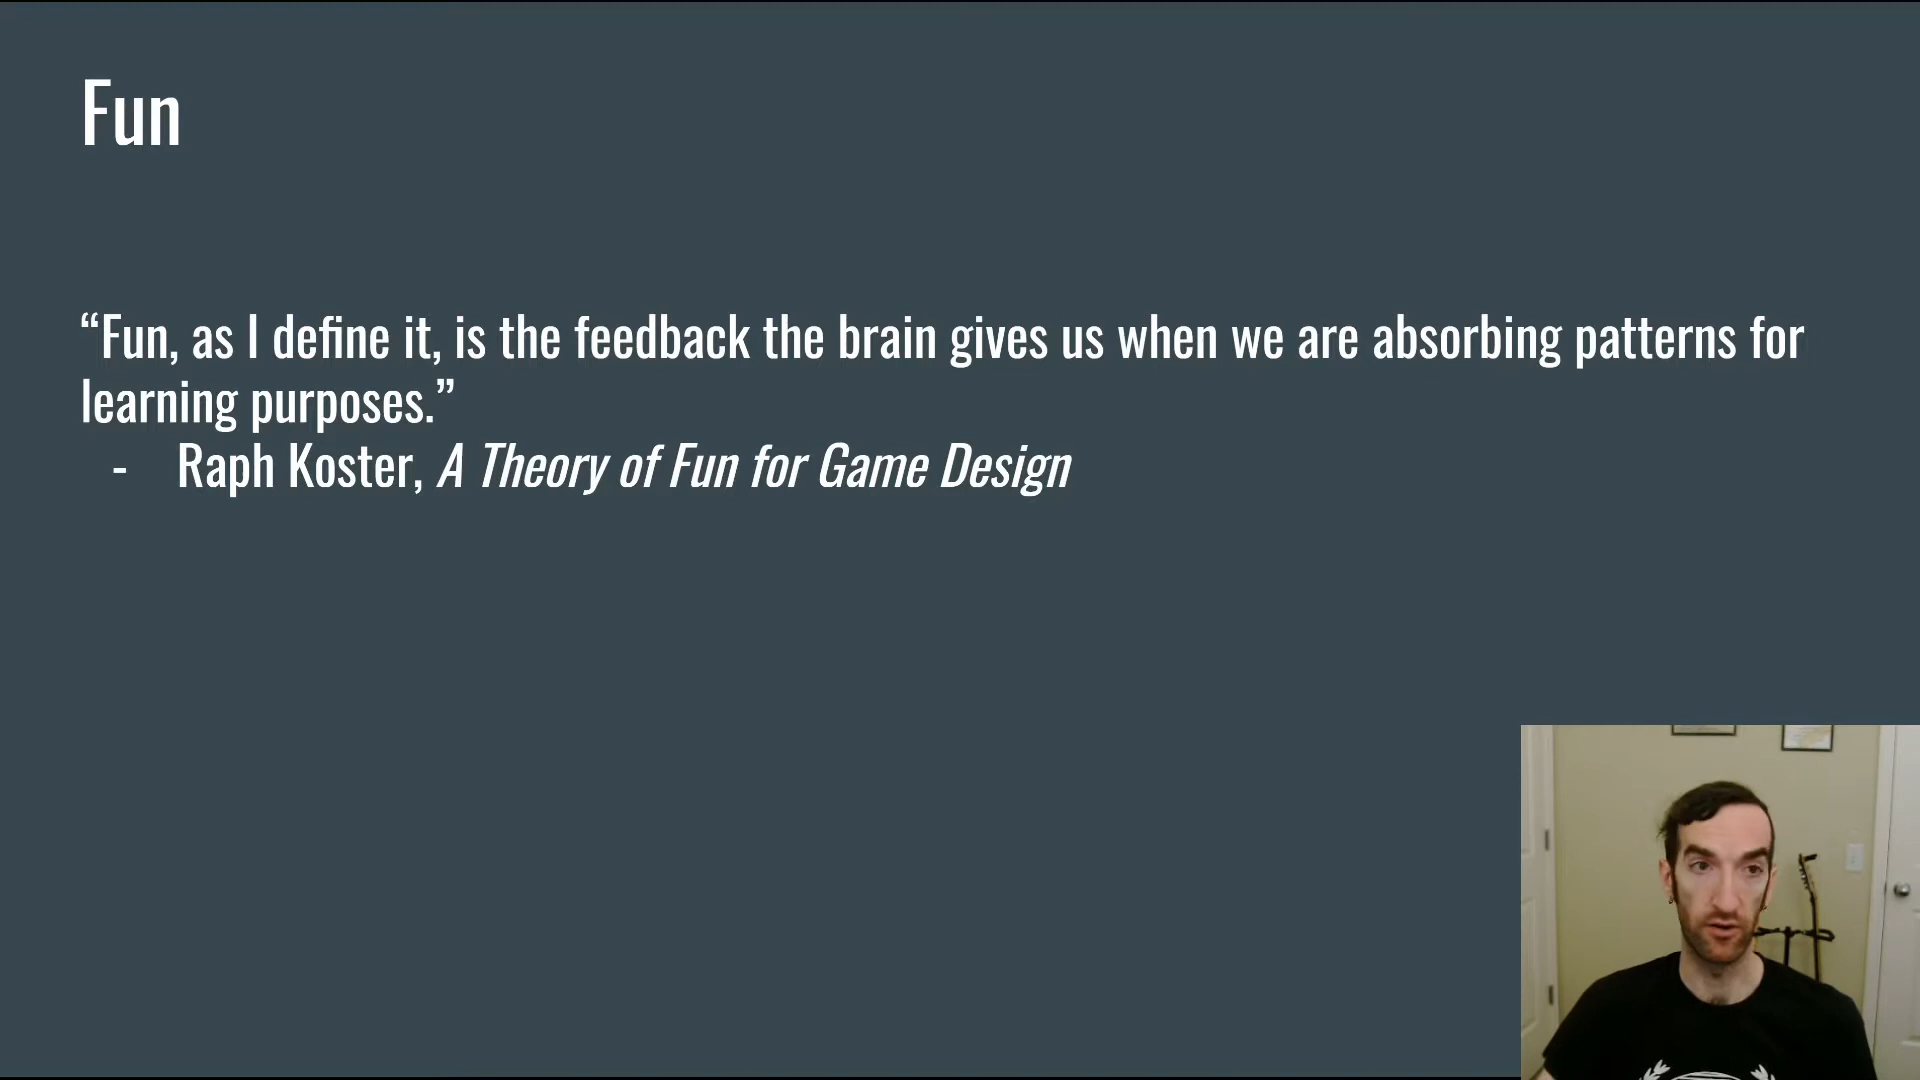 Fun
“Fun, as I define it, is the feedback the brain gives us when we are absorbing patterns for
learning purposes.”
- Raph Koster, A Theory of Fun for Game Design